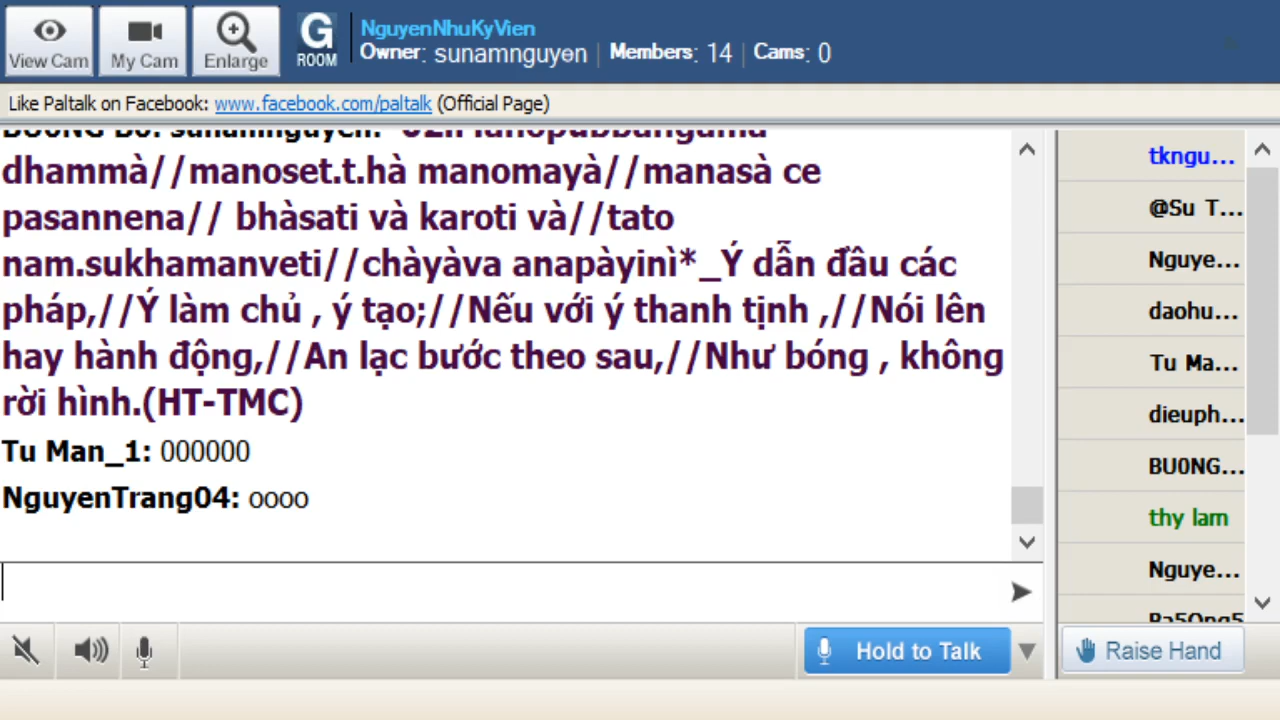 View Cam
My Cam
Enlarge
G
ROOM
NguyenNhuKyVien
Owner: sunamnguyen | Members: 14 | Cams: 0
Like Paltalk on Facebook: www.facebook.com/paltalk (Official Page)
dhammà//manoset.t.hà manomayà//manasà ce
pasannena// bhàsati và karoti và//tato
nam.sukhamanveti//chàyàva anapàyinì*_Ý dẫn đầu các
pháp,//Ý làm chủ , ý tạo;//Nếu với ý thanh tịnh ,//Nói lên
hay hành động,//An lạc bước theo sau,//Như bóng , không
rời hình.(HT-TMC)
Tu Man_1: 000000
NguyenTrang04: oooo
tkngu...
@Su T...
Nguye...
daohu...
Tu Ma...
dieuph...
BU0NG...
thy lam
Nguye...
Hold to Talk
Raise Hand